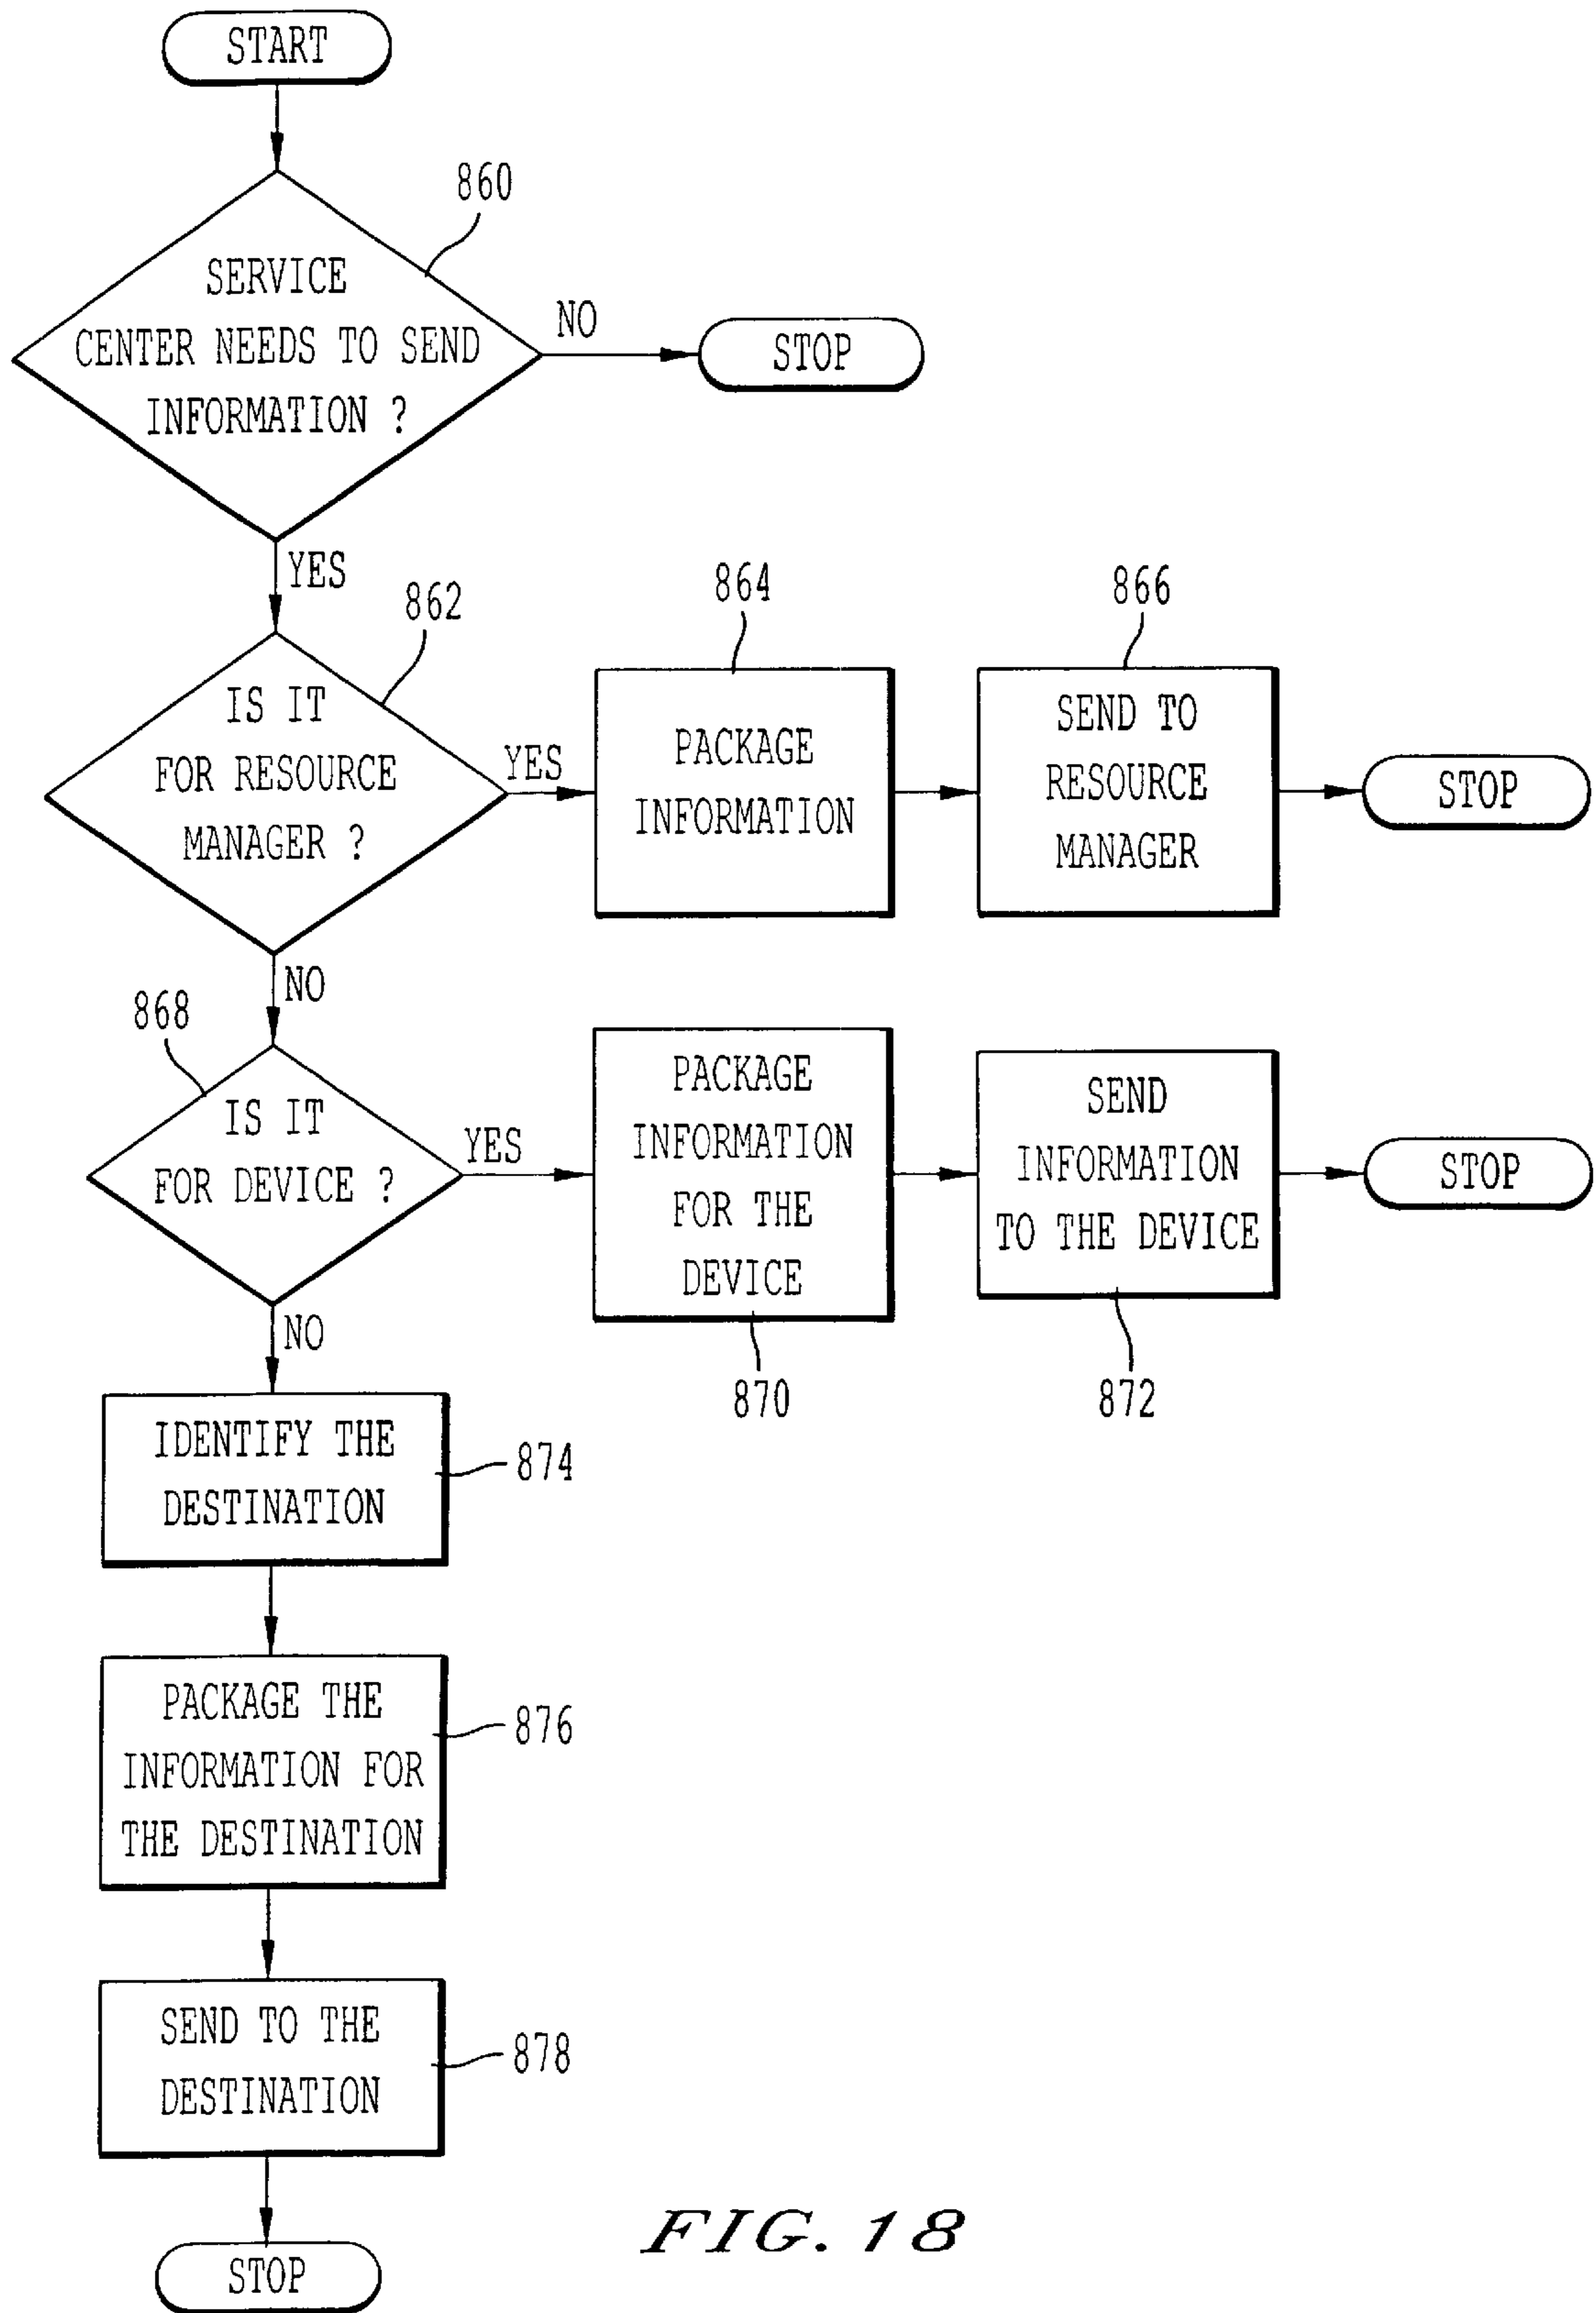 START
860
SERVICE
CENTER NEEDS TO SEND
INFORMATION ?
NO
STOP
YES
862
IS IT
FOR RESOURCE
MANAGER ?
YES
864
PACKAGE
INFORMATION
866
SEND TO
RESOURCE
MANAGER
STOP
NO
868
IS IT
FOR DEVICE ?
YES
PACKAGE
INFORMATION
FOR THE
DEVICE
870
SEND
INFORMATION
TO THE DEVICE
872
STOP
NO
IDENTIFY THE
DESTINATION
874
PACKAGE THE
INFORMATION FOR
THE DESTINATION
876
SEND TO THE
DESTINATION
878
STOP
FIG. 18